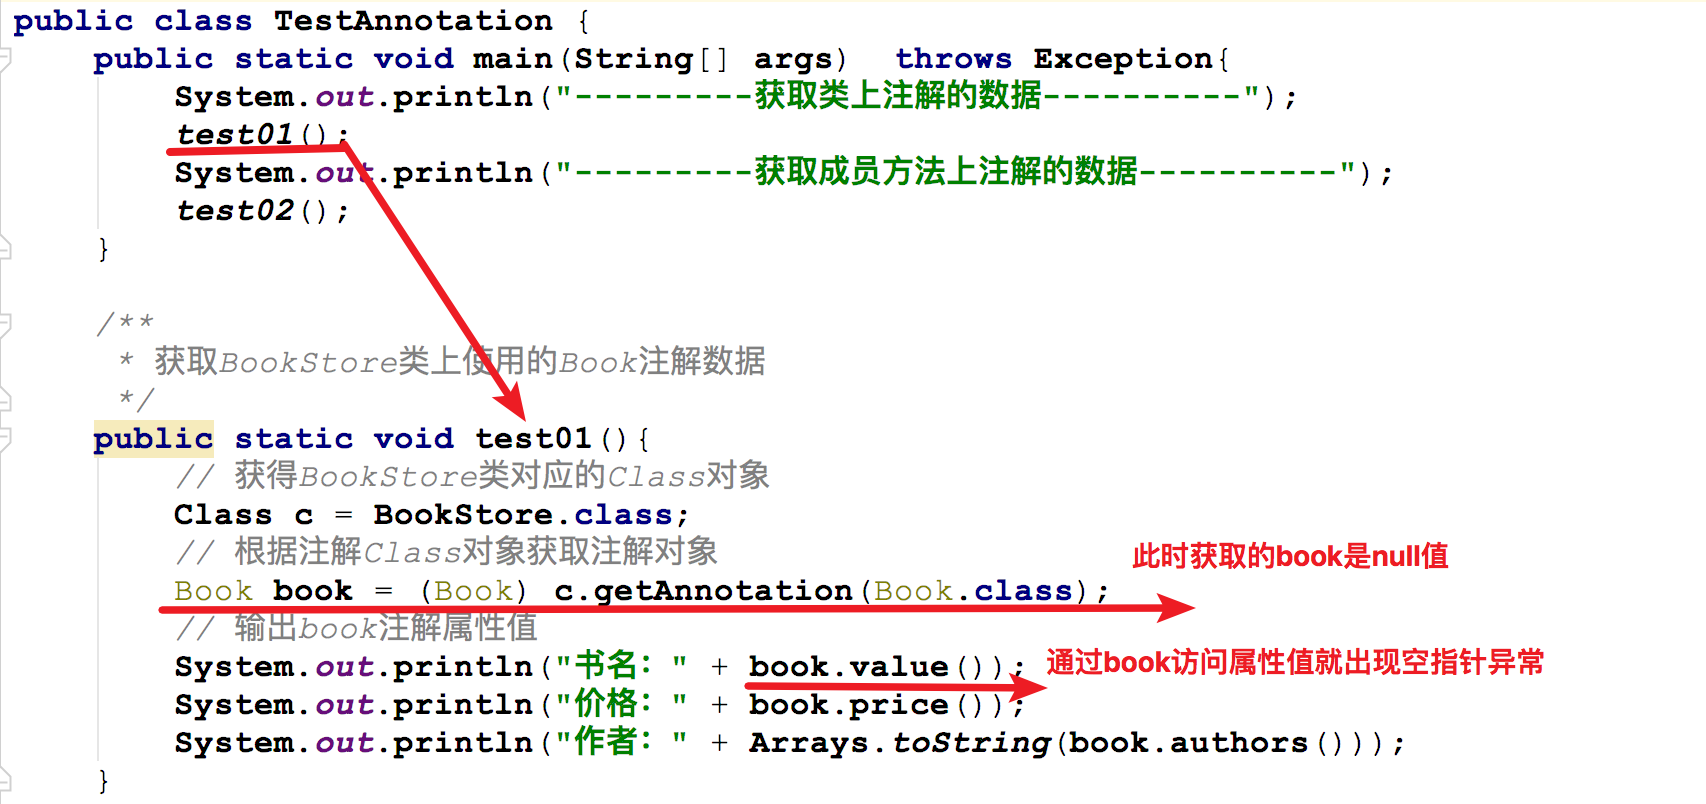 public class TestAnnotation {
public static void main(String[] args)  throws Exception{
System.out.println("---------获取类上注解的数据----------");
test01();
System.out.println("---------获取成员方法上注解的数据----------");
test02();
}
/**
* 获取BookStore类上使用的Book注解数据
*/
public static void test01(){
// 获得BookStore类对应的Class对象
Class c = BookStore.class;
// 根据注解Class对象获取注解对象
此时获取的book是null值
Book book = (Book) c.getAnnotation(Book.class);
// 输出book注解属性值
System.out.println("书名：" + book.value());
通过book访问属性值就出现空指针异常
System.out.println("价格：" + book.price());
System.out.println("作者：" + Arrays.toString(book.authors()));
}